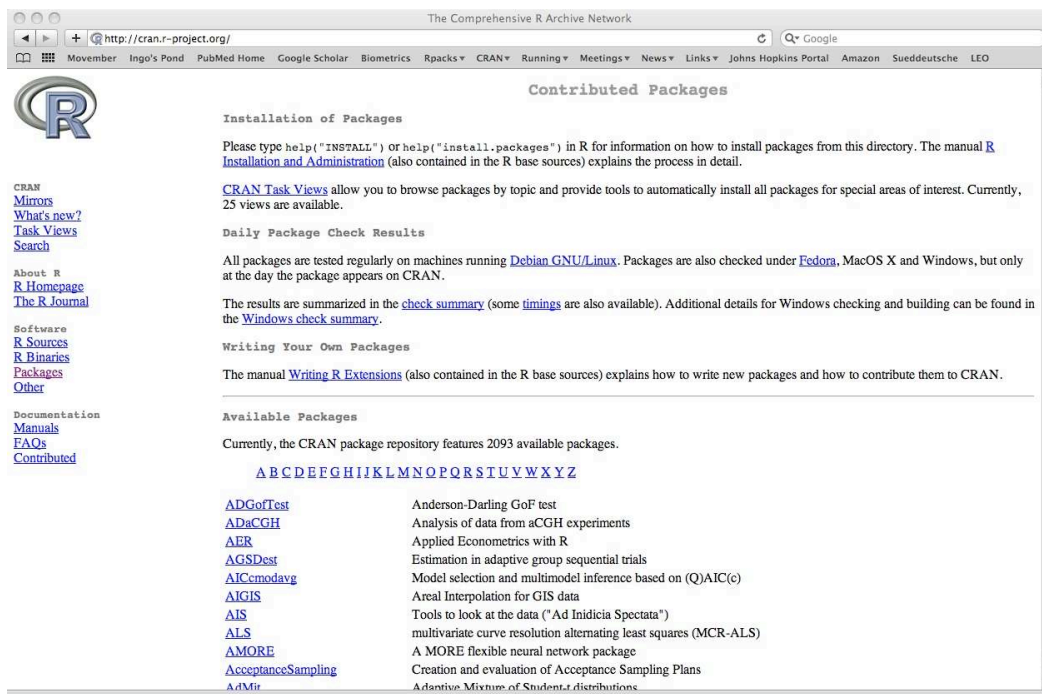 The Comprehensive R Archive Network
http://cran.r-project.org/
Google
Movember Ingo's Pond PubMed Home Google Scholar Biometrics Rpacks CRAN Running Meetings News Links Johns Hopkins Portal Amazon Sueddeutsche LEO
R
CRAN
Mirrors
What's new?
Task Views
Search
About R
R Homepage
The R Journal
Software
R Sources
R Binaries
Packages
Other
Documentation
Manuals
FAQs
Contributed
Contributed Packages
Installation of Packages
Please type help("INSTALL") or help("install.packages") in R for information on how to install packages from this directory. The manual R
Installation and Administration (also contained in the R base sources) explains the process in detail.
CRAN Task Views allow you to browse packages by topic and provide tools to automatically install all packages for special areas of interest. Currently,
25 views are available.
Daily Package Check Results
All packages are tested regularly on machines running Debian GNU/Linux. Packages are also checked under Fedora, MacOS X and Windows, but only
at the day the package appears on CRAN.
The results are summarized in the check summary (some timings are also available). Additional details for Windows checking and building can be found in
the Windows check summary.
Writing Your Own Packages
The manual Writing R Extensions (also contained in the R base sources) explains how to write new packages and how to contribute them to CRAN.
Available Packages
Currently, the CRAN package repository features 2093 available packages.
A B C D E F G H I J K L M N O P Q R S T U V W X Y Z
ADGofTest Anderson-Darling GoF test
ADaCGH Analysis of data from aCGH experiments
AER Applied Econometrics with R
AGSDest Estimation in adaptive group sequential trials
AICcmodavg Model selection and multimodel inference based on (Q)AIC(c)
AIGIS Areal Interpolation for GIS data
AIS Tools to look at the data ("Ad Inidicia Spectata")
ALS multivariate curve resolution alternating least squares (MCR-ALS)
AMORE A MORE flexible neural network package
AcceptanceSampling Creation and evaluation of Acceptance Sampling Plans
AdMit Adaptive Mixture of Student-t distributions